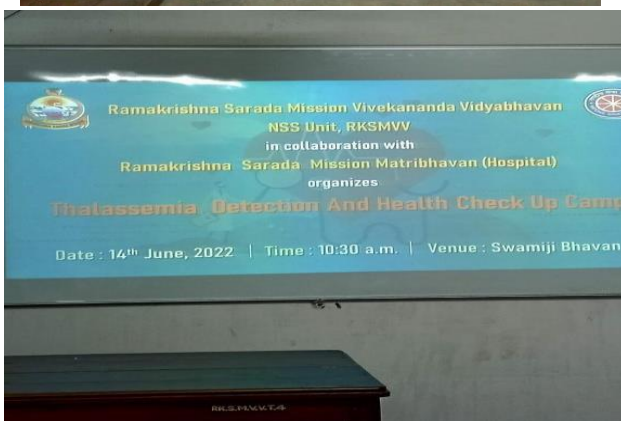 Ramakrishna Sarada Mission Vivekananda Vidyabhavan
NSS Unit, RKSMVV
in collaboration with
Ramakrishna Sarada Mission Matribhavan (Hospital)
organizes
Thalassemia Detection And Health Check Up Camp
Date : 14th June, 2022 | Time : 10:30 a.m. | Venue : Swamiji Bhavan